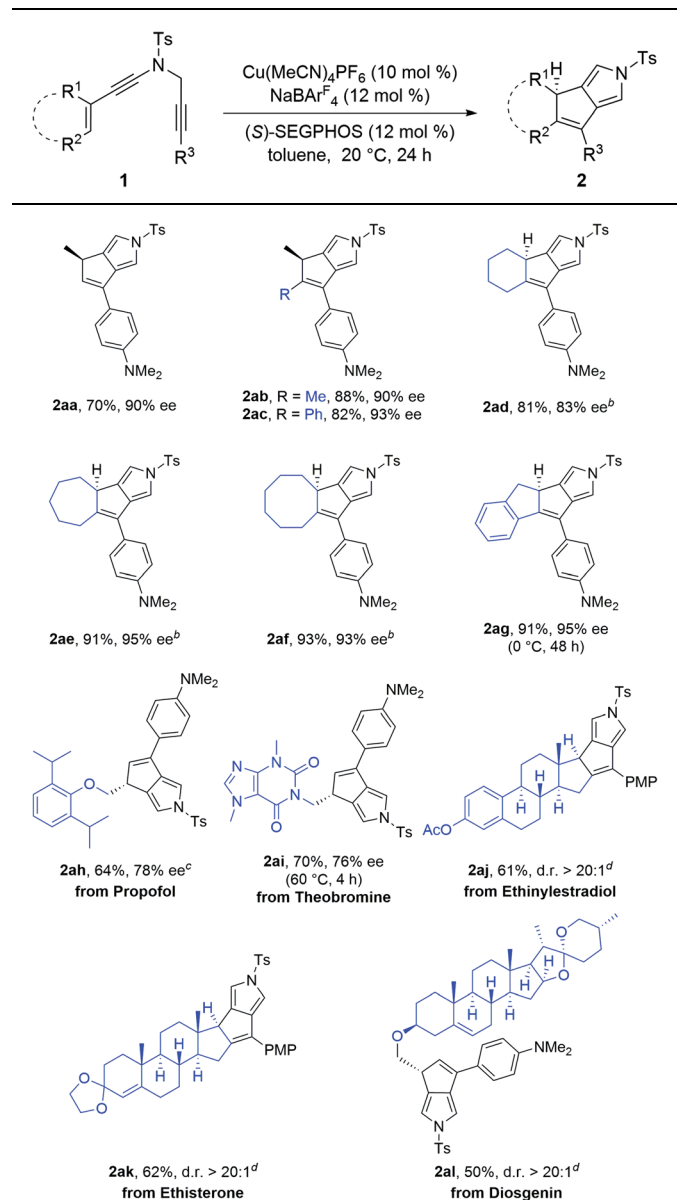 Ts
N
R1
R2
R3
1
Cu(MeCN)4PF6 (10 mol %)
NaBArF4 (12 mol %)
(S)-SEGPHOS (12 mol %)
toluene, 20 °C, 24 h
R1
H
N
Ts
R2
R3
2
N
Ts
NMe2
2aa, 70%, 90% ee
N
Ts
R
NMe2
2ab, R = Me, 88%, 90% ee
2ac, R = Ph, 82%, 93% ee
H
N
Ts
NMe2
2ad, 81%, 83% eeb
H
N
Ts
NMe2
2ae, 91%, 95% eeb
H
N
Ts
NMe2
2af, 93%, 93% eeb
H
N
Ts
NMe2
2ag, 91%, 95% ee
(0 °C, 48 h)
NMe2
O
N
Ts
2ah, 64%, 78% eec
from Propofol
NMe2
N
N
N
N
O
O
N
Ts
2ai, 70%, 76% ee
(60 °C, 4 h)
from Theobromine
Ts
N
H
H
H
H
PMP
AcO
2aj, 61%, d.r. > 20:1d
from Ethinylestradiol
Ts
N
H
H
H
H
PMP
O
O
2ak, 62%, d.r. > 20:1d
from Ethisterone
O
O
H
H
H
H
H
O
NMe2
N
Ts
2al, 50%, d.r. > 20:1d
from Diosgenin